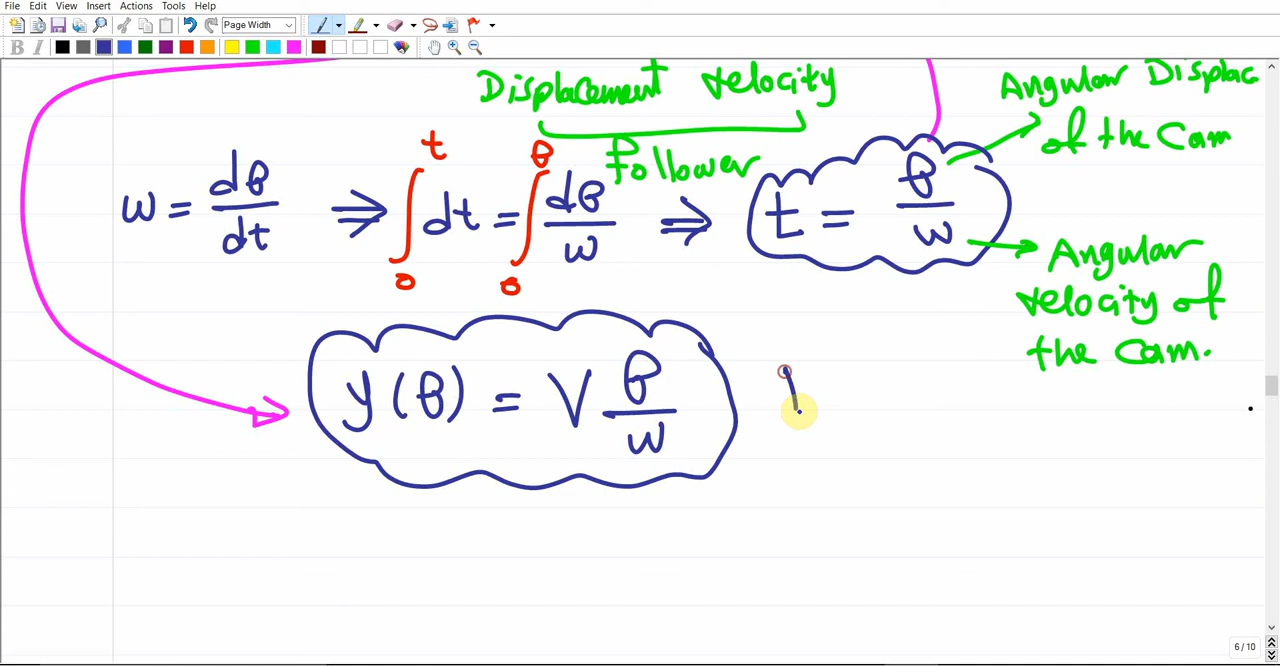 File Edit View Insert Actions Tools Help
Page Width
B I
Displacement velocity
follower
Angular Displac
of the Cam
ω = dθ/dt ⇒ ∫₀ᵗ dt = ∫₀^θ dθ/ω ⇒ t = θ/ω
Angular
velocity of
the Cam.
y(θ) = V θ/ω
6 / 10